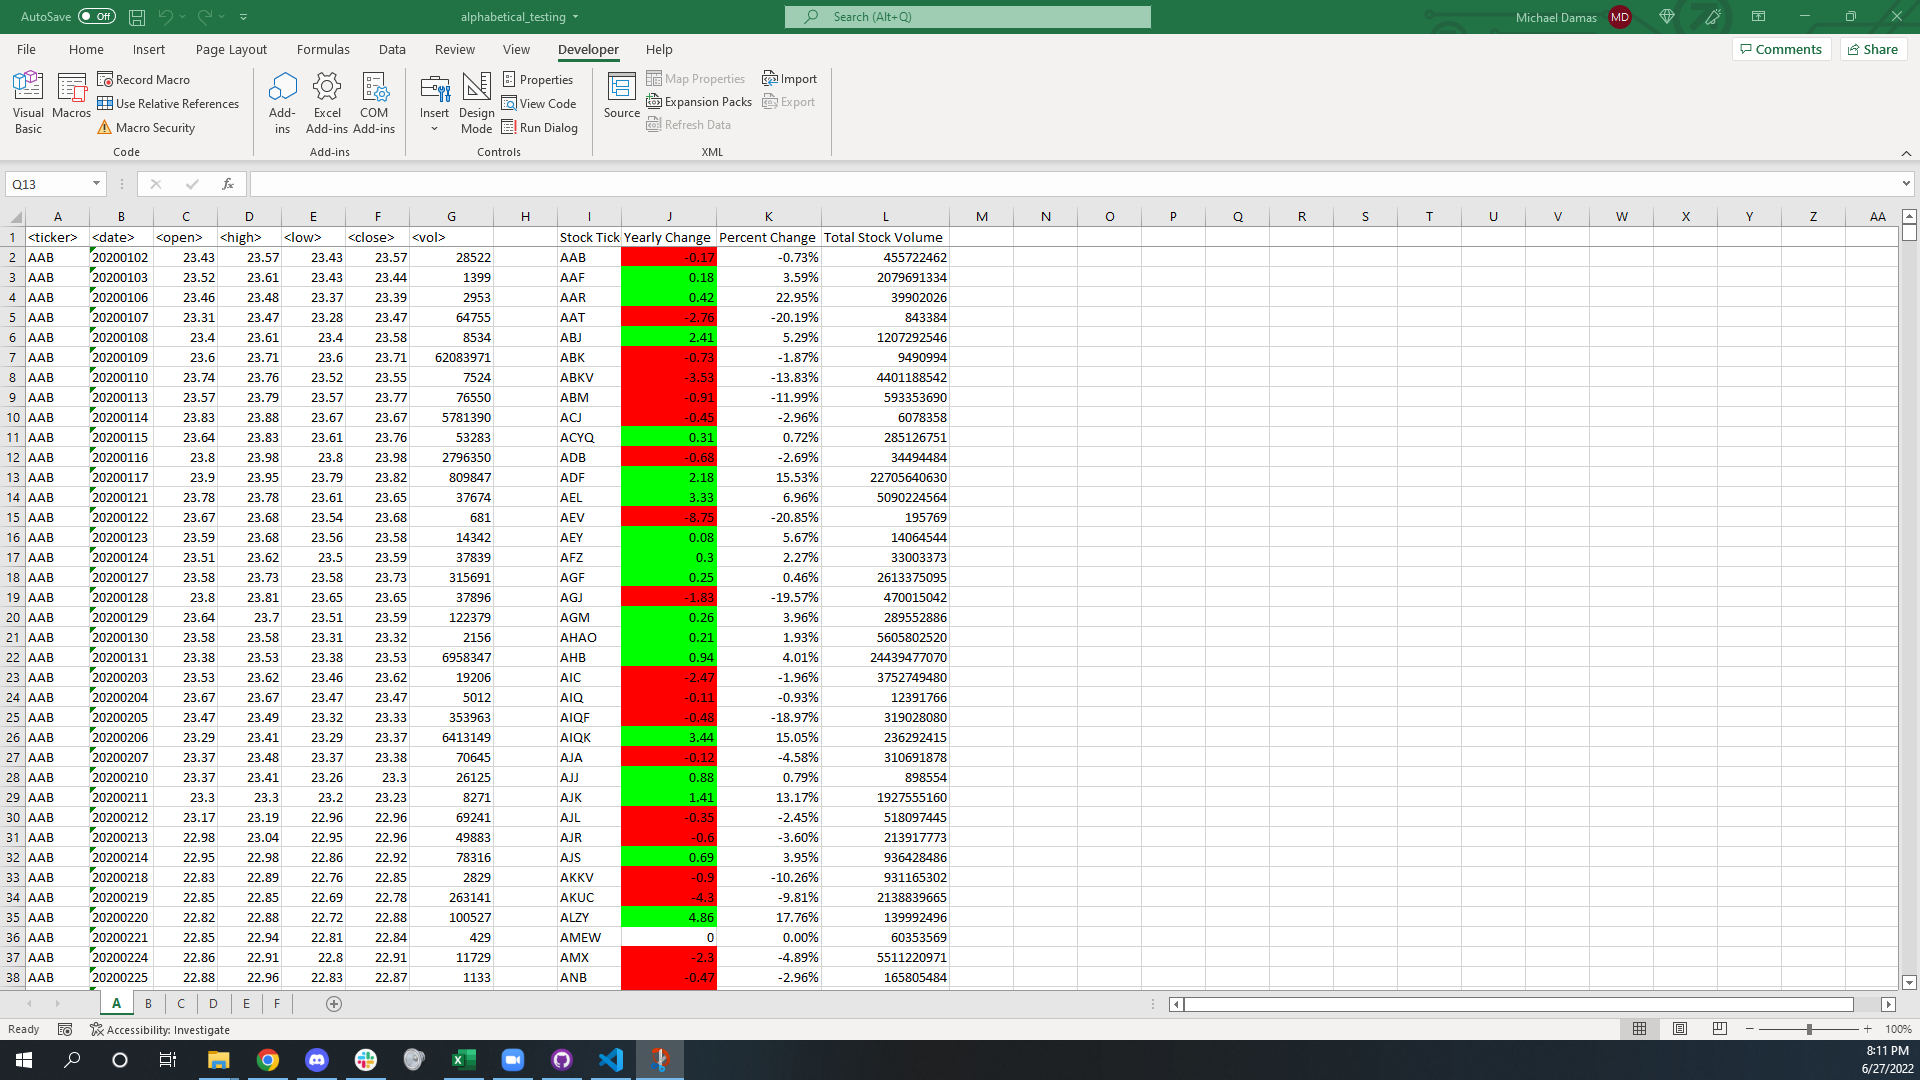 AutoSave Off alphabetical_testing Search (Alt+Q) Michael Damas MD
File Home Insert Page Layout Formulas Data Review View Developer Help Comments Share
Visual Basic Macros Record Macro Use Relative References Macro Security
Add-ins Excel Add-ins COM Add-ins
Insert Design Mode Properties View Code Run Dialog
Source Map Properties Expansion Packs Refresh Data Import Export
Code Add-ins Controls XML
Q13 fx
A B C D E F G H I J K L M N O P Q R S T U V W X Y Z AA
1 <ticker> <date> <open> <high> <low> <close> <vol> Stock Tick Yearly Change Percent Change Total Stock Volume
2 AAB 20200102 23.43 23.57 23.43 23.57 28522 AAB -0.17 -0.73% 455722462
3 AAB 20200103 23.52 23.61 23.43 23.44 1399 AAF 0.18 3.59% 2079691334
4 AAB 20200106 23.46 23.48 23.37 23.39 2953 AAR 0.42 22.95% 39902026
5 AAB 20200107 23.31 23.47 23.28 23.47 64755 AAT -2.76 -20.19% 843384
6 AAB 20200108 23.4 23.61 23.4 23.58 8534 ABJ 2.41 5.29% 1207292546
7 AAB 20200109 23.6 23.71 23.6 23.71 62083971 ABK -0.73 -1.87% 9490994
8 AAB 20200110 23.74 23.76 23.52 23.55 7524 ABKV -3.53 -13.83% 4401188542
9 AAB 20200113 23.57 23.79 23.57 23.77 76550 ABM -0.91 -11.99% 593353690
10 AAB 20200114 23.83 23.88 23.67 23.67 5781390 ACJ -0.45 -2.96% 6078358
11 AAB 20200115 23.64 23.83 23.61 23.76 53283 ACYQ 0.31 0.72% 285126751
12 AAB 20200116 23.8 23.98 23.8 23.98 2796350 ADB -0.68 -2.69% 34494484
13 AAB 20200117 23.9 23.95 23.79 23.82 809847 ADF 2.18 15.53% 22705640630
14 AAB 20200121 23.78 23.78 23.61 23.65 37674 AEL 3.33 6.96% 5090224564
15 AAB 20200122 23.67 23.68 23.54 23.68 681 AEV -8.75 -20.85% 195769
16 AAB 20200123 23.59 23.68 23.56 23.58 14342 AEY 0.08 5.67% 14064544
17 AAB 20200124 23.51 23.62 23.5 23.59 37839 AFZ 0.3 2.27% 33003373
18 AAB 20200127 23.58 23.73 23.58 23.73 315691 AGF 0.25 0.46% 2613375095
19 AAB 20200128 23.8 23.81 23.65 23.65 37896 AGJ -1.83 -19.57% 470015042
20 AAB 20200129 23.64 23.7 23.51 23.59 122379 AGM 0.26 3.96% 289552886
21 AAB 20200130 23.58 23.58 23.31 23.32 2156 AHAO 0.21 1.93% 5605802520
22 AAB 20200131 23.38 23.53 23.38 23.53 6958347 AHB 0.94 4.01% 24439477070
23 AAB 20200203 23.53 23.62 23.46 23.62 19206 AIC -2.47 -1.96% 3752749480
24 AAB 20200204 23.67 23.67 23.47 23.47 5012 AIQ -0.11 -0.93% 12391766
25 AAB 20200205 23.47 23.49 23.32 23.33 353963 AIQF -0.48 -18.97% 319028080
26 AAB 20200206 23.29 23.41 23.29 23.37 6413149 AIQK 3.44 15.05% 236292415
27 AAB 20200207 23.37 23.48 23.37 23.38 70645 AJA -0.12 -4.58% 310691878
28 AAB 20200210 23.37 23.41 23.26 23.3 26125 AJJ 0.88 0.79% 898554
29 AAB 20200211 23.3 23.3 23.2 23.23 8271 AJK 1.41 13.17% 1927555160
30 AAB 20200212 23.17 23.19 22.96 22.96 69241 AJL -0.35 -2.45% 518097445
31 AAB 20200213 22.98 23.04 22.95 22.96 49883 AJR -0.6 -3.60% 213917773
32 AAB 20200214 22.95 22.98 22.86 22.92 78316 AJS 0.69 3.95% 936428486
33 AAB 20200218 22.83 22.89 22.76 22.85 2829 AKKV -0.9 -10.26% 931165302
34 AAB 20200219 22.85 22.85 22.69 22.78 263141 AKUC -4.3 -9.81% 2138839665
35 AAB 20200220 22.82 22.88 22.72 22.88 100527 ALZY 4.86 17.76% 139992496
36 AAB 20200221 22.85 22.94 22.81 22.84 429 AMEW 0 0.00% 60353569
37 AAB 20200224 22.86 22.91 22.8 22.91 11729 AMX -2.3 -4.89% 5511220971
38 AAB 20200225 22.88 22.96 22.83 22.87 1133 ANB -0.47 -2.96% 165805484
A B C D E F
Ready Accessibility: Investigate 100%
8:11 PM
6/27/2022